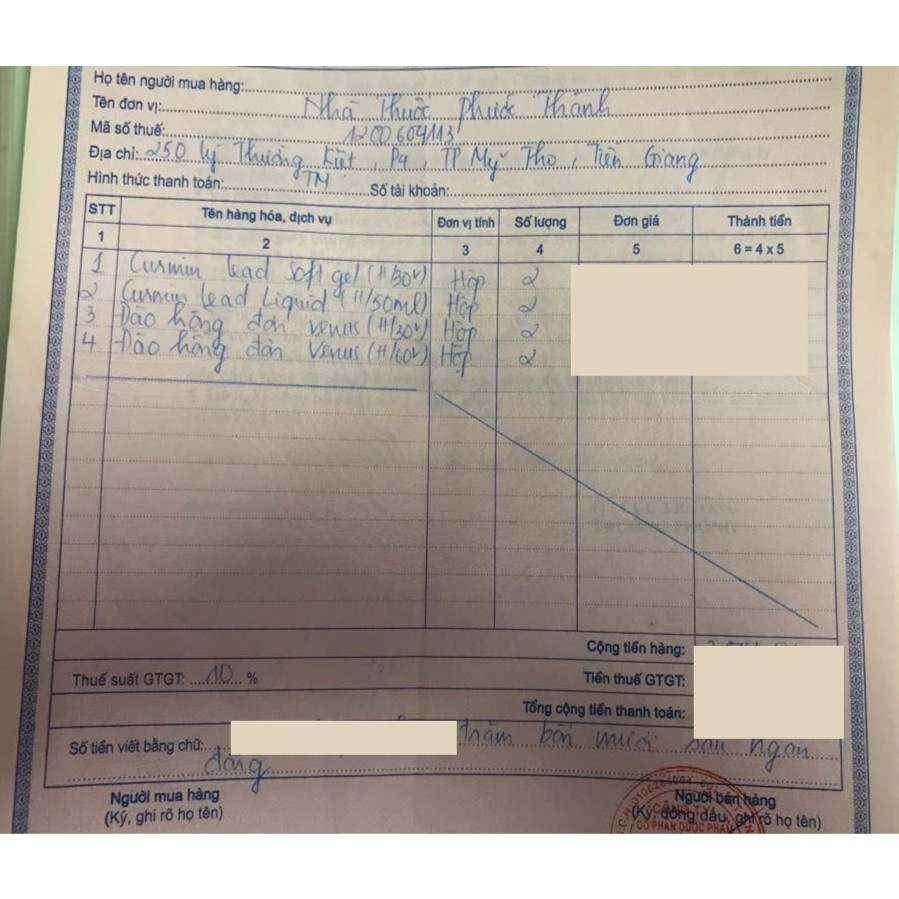 Họ tên người mua hàng:
Tên đơn vị: Nhà Thuốc Phước Thành
Mã số thuế: 1200609113
Địa chỉ: 250 Lý Thường Kiệt, P4, TP Mỹ Tho, Tiền Giang
Hình thức thanh toán: TM Số tài khoản:
STT Tên hàng hóa, dịch vụ Đơn vị tính Số lượng Đơn giá Thành tiền
1 2 3 4 5 6 = 4 x 5
1 Curmin Lead Soft gel (H/30v) Hộp 2
2 Curmin Lead Liquid (H/50ml) Hộp 2
3 Đào hồng đơn Venus (H/30v) Hộp 2
4 Đào hồng đơn Venus (H/60v) Hộp 2
Cộng tiền hàng:
Thuế suất GTGT: 10 % Tiền thuế GTGT:
Tổng cộng tiền thanh toán:
Số tiền viết bằng chữ: trăm bốn mươi sáu ngàn
đồng
Người mua hàng Người bán hàng
(Ký, ghi rõ họ tên) (Ký, đóng dấu, ghi rõ họ tên)
CÔNG TY
CỔ PHẦN DƯỢC PHẨM